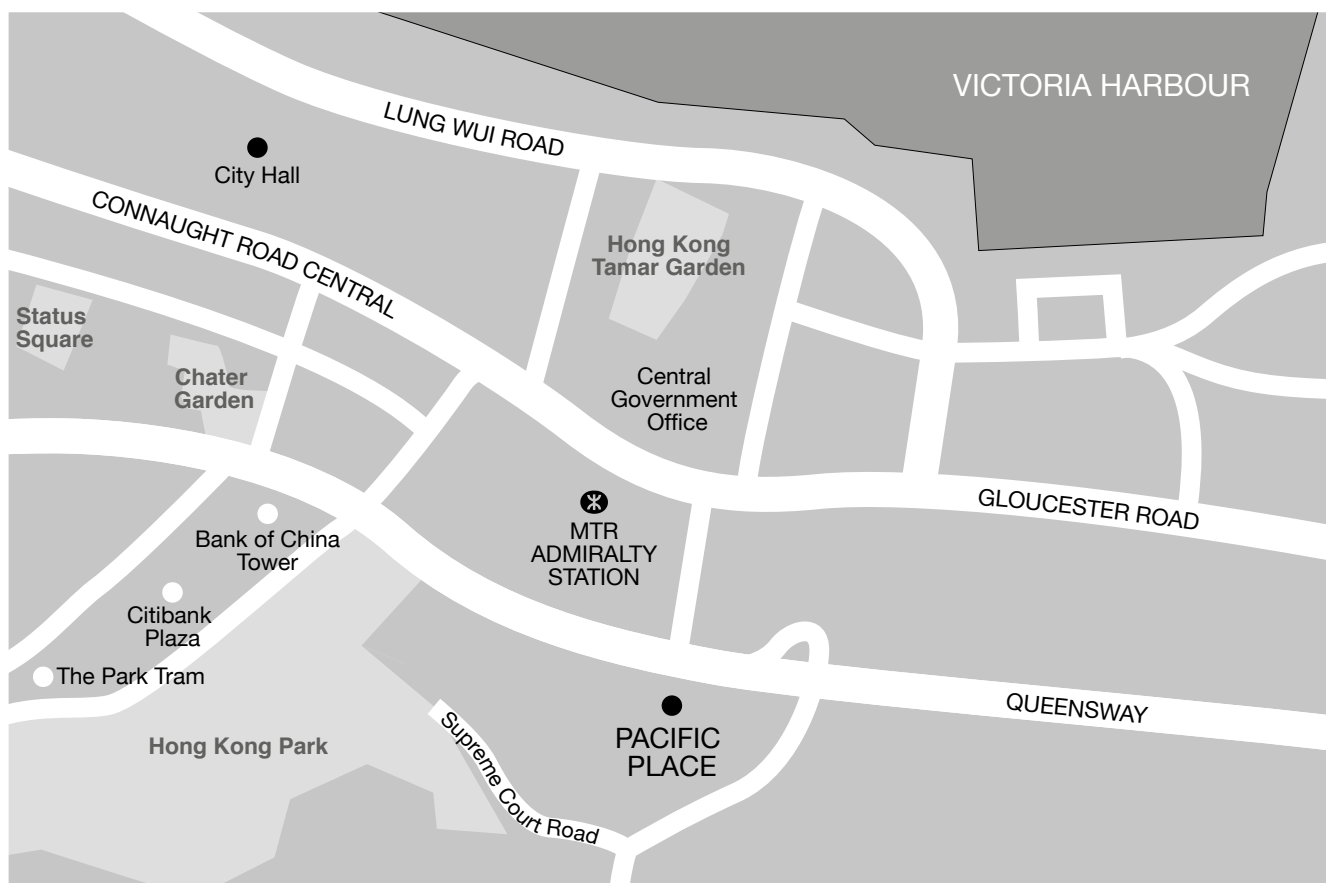 VICTORIA HARBOUR
LUNG WUI ROAD
City Hall
CONNAUGHT ROAD CENTRAL
Hong Kong
Tamar Garden
Status
Square
Chater
Garden
Central
Government
Office
GLOUCESTER ROAD
MTR
ADMIRALTY
STATION
Bank of China
Tower
Citibank
Plaza
The Park Tram
QUEENSWAY
PACIFIC
PLACE
Hong Kong Park
Supreme Court Road